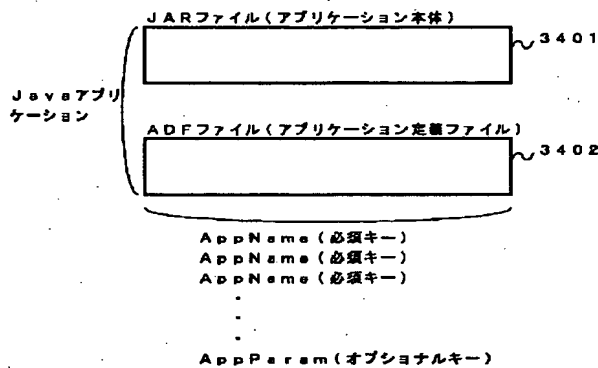 JARファイル(アプリケーション本体)
3401
Javaアプリ
ケーション
ADFファイル(アプリケーション定義ファイル)
3402
AppName(必須キー)
AppName(必須キー)
AppName(必須キー)
・
・
・
AppParam(オプショナルキー)